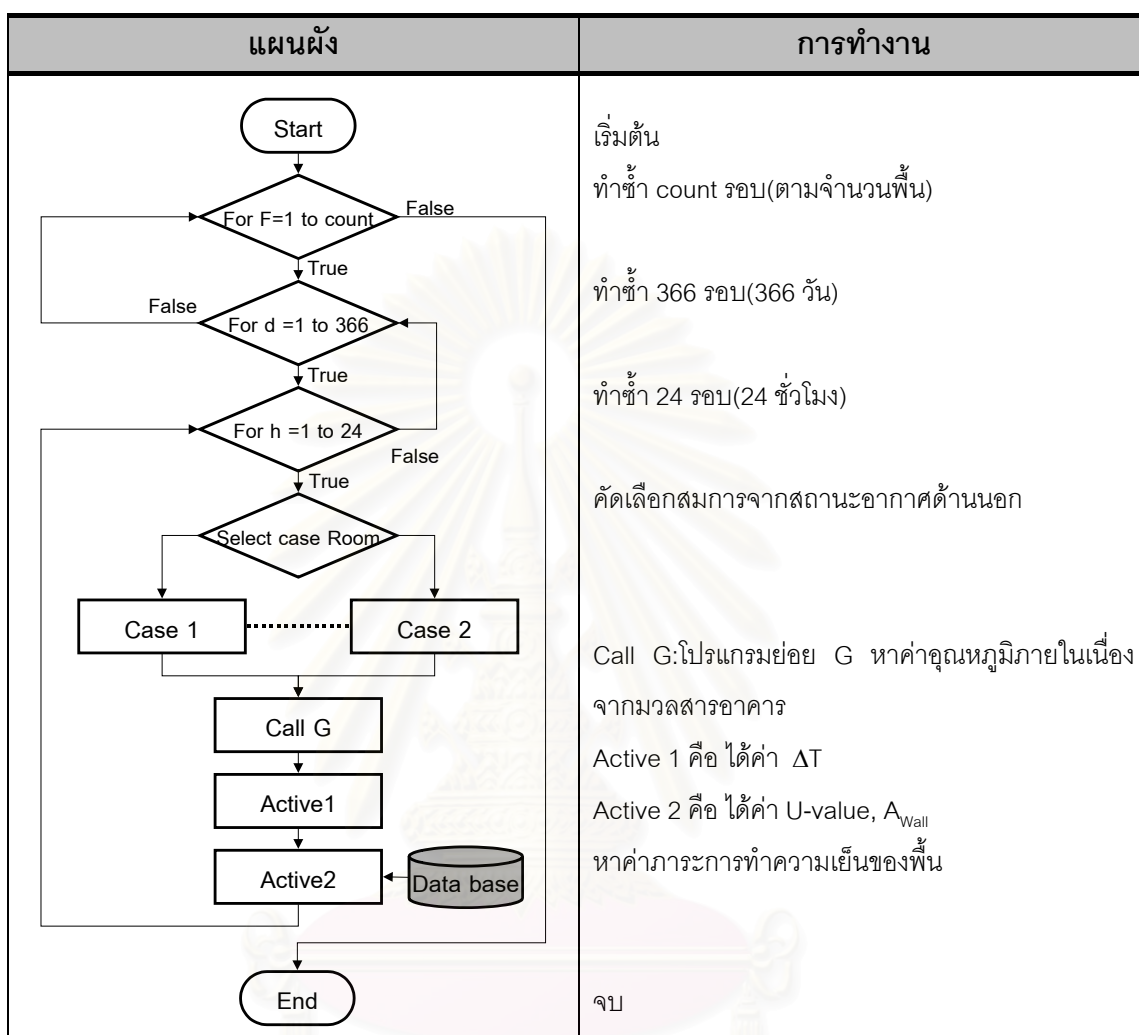 แผนผัง
การทำงาน
Start
For F=1 to count
False
True
False
For d =1 to 366
True
For h =1 to 24
False
True
Select case Room
Case 1
Case 2
Call G
Active1
Active2
Data base
End
เริ่มต้น
ทำซ้ำ count รอบ(ตามจำนวนพื้น)
ทำซ้ำ 366 รอบ(366 วัน)
ทำซ้ำ 24 รอบ(24 ชั่วโมง)
คัดเลือกสมการจากสถานะอากาศด้านนอก
Call G:โปรแกรมย่อย G หาค่าอุณหภูมิภายในเนื่อง
จากมวลสารอาคาร
Active 1 คือ ได้ค่า ΔT
Active 2 คือ ได้ค่า U-value, A_Wall
หาค่าภาระการทำความเย็นของพื้น
จบ